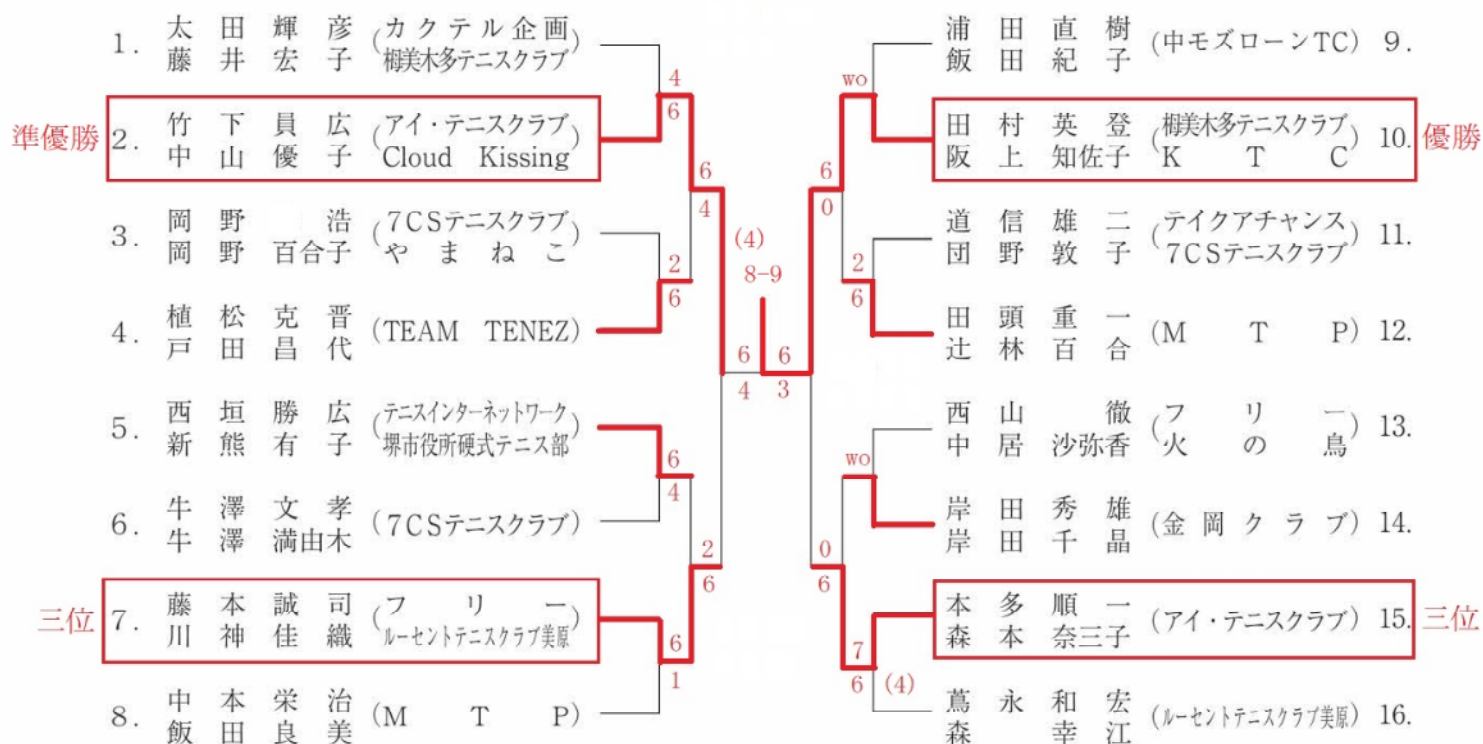 1. 太田輝彦 (カクテル企画)
藤井宏子 (栂美木多テニスクラブ)
準優勝
2. 竹下員広 (アイ・テニスクラブ)
中山優子 (Cloud Kissing)
3. 岡野 浩 (7CSテニスクラブ)
岡野百合子 (やまねこ)
4. 植松克晋 (TEAM TENEZ)
戸田昌代
5. 西垣勝広 (テニスインターネットワーク)
新熊有子 (堺市役所硬式テニス部)
6. 牛澤文孝 (7CSテニスクラブ)
牛澤満由木
三位
7. 藤本誠司 (フリー)
川神佳織 (ルーセントテニスクラブ美原)
8. 中本栄治 (MTP)
飯田良美
4
6
2
6
6
4
6
1
6
4
2
6
6
4
(4)
8-9
6
3
6
0
0
6
wo
2
6
wo
7
6 (4)
浦田直樹 (中モズローンTC) 9.
飯田紀子
田村英登 (栂美木多テニスクラブ) 10.
阪上知佐子 (KTC)
優勝
道信雄二 (テイクアチャンス) 11.
団野敦子 (7CSテニスクラブ)
田頭重一 (MTP) 12.
辻林百合
西山 徹 (フリー) 13.
中居沙弥香 (火の鳥)
岸田秀雄 (金岡クラブ) 14.
岸田千晶
本多順一 (アイ・テニスクラブ) 15.
森本奈三子
三位
蔦永和宏 (ルーセントテニスクラブ美原) 16.
森 幸江